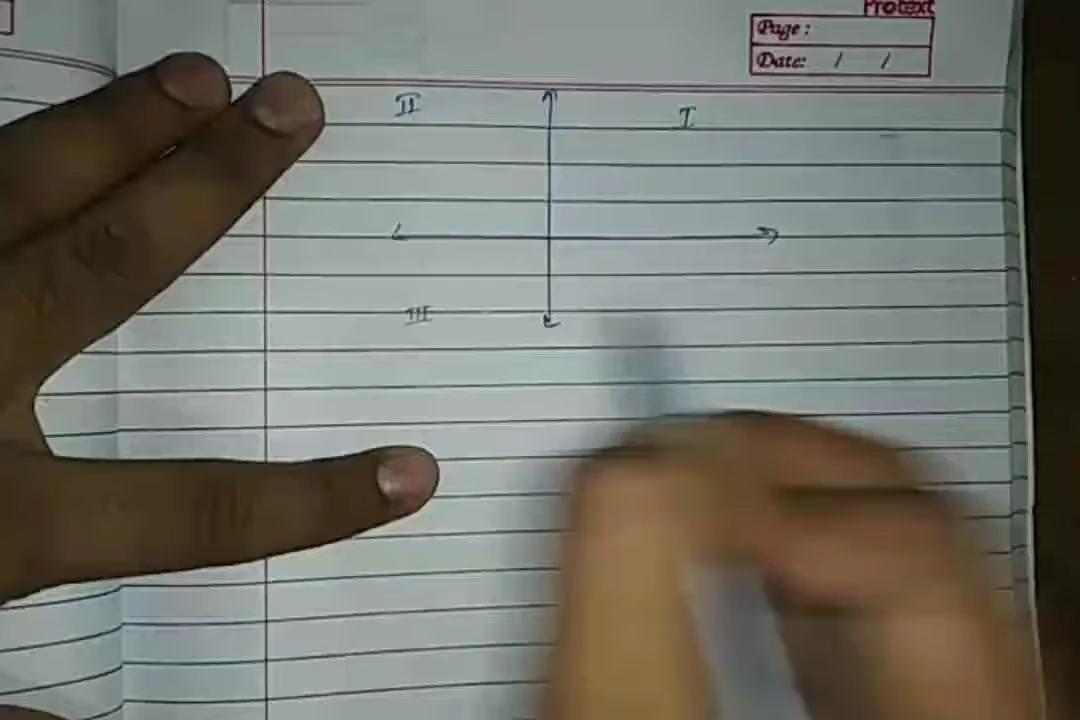 Protext
Page :
Date: / /
II
I
III